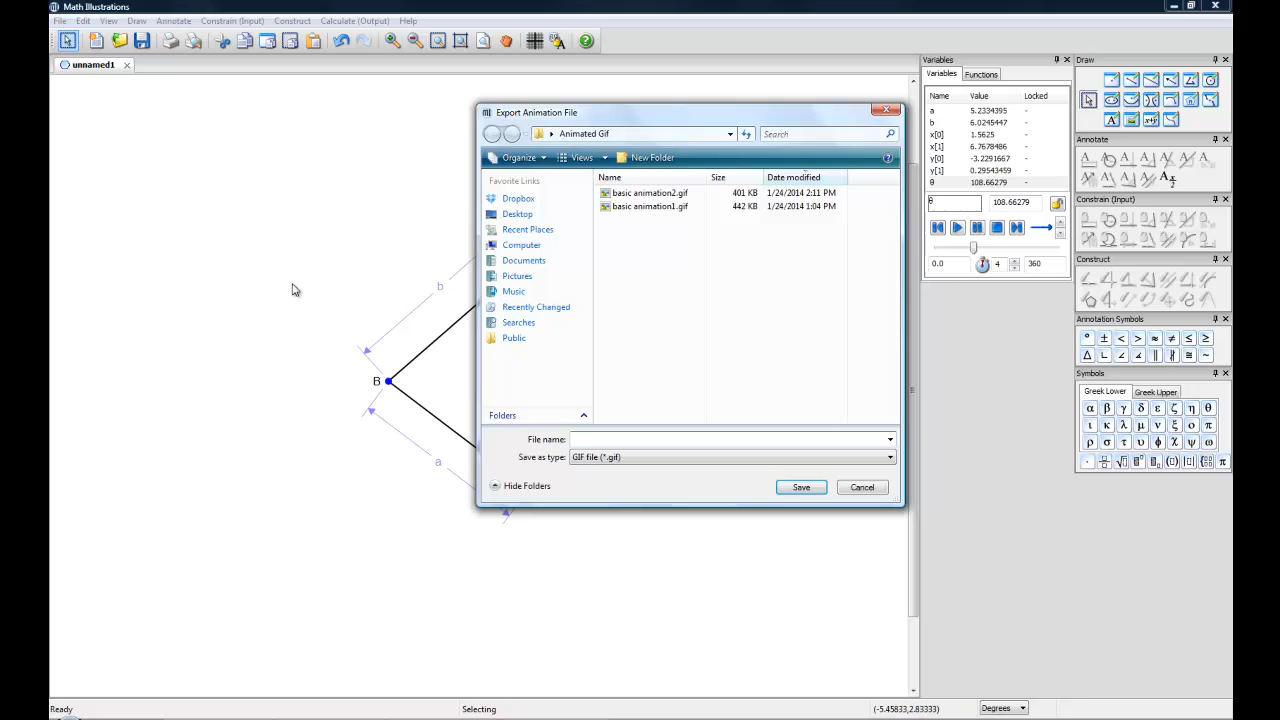 Math Illustrations
File Edit View Draw Annotate Constrain (Input) Construct Calculate (Output) Help
unnamed1
b
B
a
Export Animation File
Animated Gif
Search
Organize Views New Folder
Favorite Links
Dropbox
Desktop
Recent Places
Computer
Documents
Pictures
Music
Recently Changed
Searches
Public
Folders
Name Size Date modified
basic animation2.gif 401 KB 1/24/2014 2:11 PM
basic animation1.gif 442 KB 1/24/2014 1:04 PM
File name:
Save as type: GIF file (*.gif)
Hide Folders
Save Cancel
Variables
Variables Functions
Name Value Locked
a 5.2334395 -
b 6.0245447 -
x[0] 1.5625 -
x[1] 6.7678486 -
y[0] -3.2291667 -
y[1] 0.29543459 -
θ 108.66279 -
θ 108.66279
0.0 4 360
Draw
Annotate
Constrain (Input)
Construct
Annotation Symbols
° ± < > ≈ ≠ ≤ ≥
Δ ∟ ∠ ∡ ∥ ∦ ≅ ~
Symbols
Greek Lower Greek Upper
α β γ δ ε ζ η θ
ι κ λ μ ν ξ ο π
ρ σ τ υ φ χ ψ ω
Ready
Selecting
(-5.45833,2.83333)
Degrees